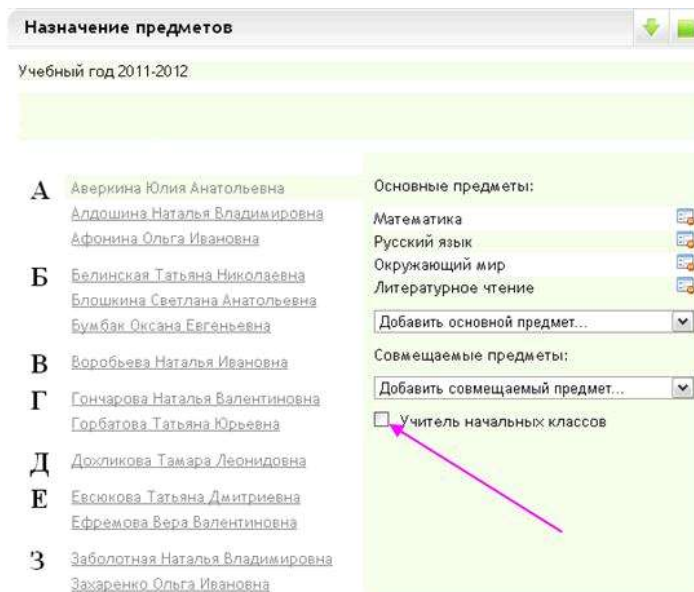 Назначение предметов
Учебный год 2011-2012
А
Аверкина Юлия Анатольевна
Алдошина Наталья Владимировна
Афонина Ольга Ивановна
Б
Белинская Татьяна Николаевна
Блошкина Светлана Анатольевна
Бумбак Оксана Евгеньевна
В
Воробьева Наталья Ивановна
Г
Гончарова Наталья Валентиновна
Горбатова Татьяна Юрьевна
Д
Дохликова Тамара Леонидовна
Е
Евсюкова Татьяна Дмитриевна
Ефремова Вера Валентиновна
З
Заболотная Наталья Владимировна
Захаренко Ольга Ивановна
Основные предметы:
Математика
Русский язык
Окружающий мир
Литературное чтение
Добавить основной предмет...
Совмещаемые предметы:
Добавить совмещаемый предмет...
Учитель начальных классов